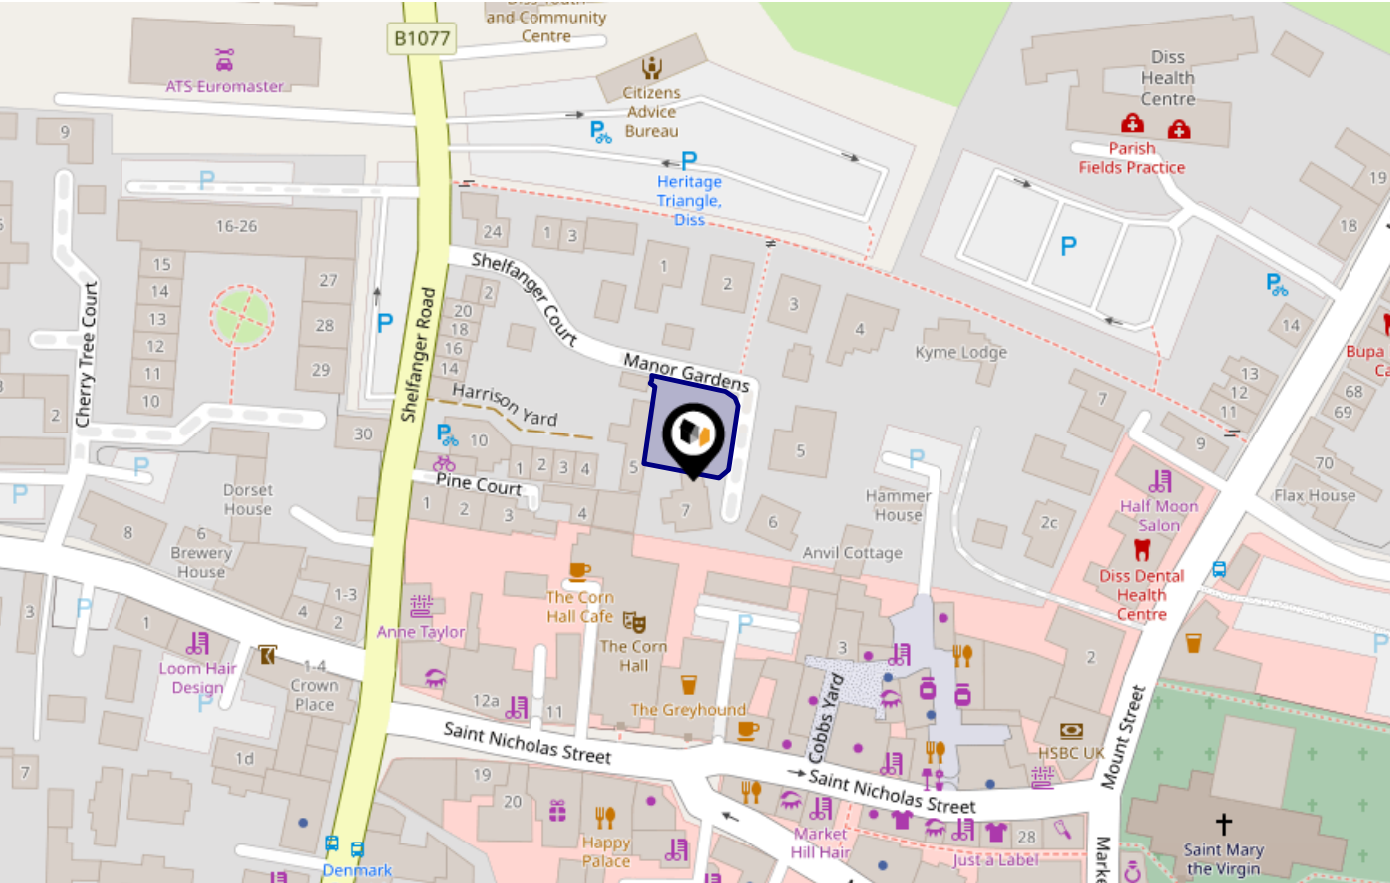 Diss Youth
and Community
Centre
B1077
ATS Euromaster
Citizens
Advice
Bureau
Diss
Health
Centre
Parish
Fields Practice
P
Heritage
Triangle,
Diss
P
P
P
P
P
9
19
18
16-26
24
1
3
1
2
3
4
Shelfanger Court
Manor Gardens
Kyme Lodge
14
Bupa
Ca
15
14
13
12
11
10
27
28
29
30
2
20
18
16
14
Shelfanger Road
Cherry Tree Court
3
2
P
Harrison Yard
10
P
1
2
3
4
5
5
7
6
Pine Court
1
2
3
4
13
12
11
9
7
68
69
70
Flax House
P
P
P
Dorset
House
8
6
Brewery
House
Hammer
House
2c
Half Moon
Salon
Anvil Cottage
Diss Dental
Health
Centre
3
P
1
Loom Hair
Design
P
1-3
4
2
1-4
Crown
Place
Anne Taylor
The Corn
Hall Cafe
The Corn
Hall
The Greyhound
P
12a
11
3
Cobbs Yard
2
HSBC UK
P
Mount Street
Saint Nicholas Street
Saint Nicholas Street
1d
7
19
20
Happy
Palace
Market
Hill Hair
28
Just a Label
Denmark
Saint Mary
the Virgin
Marke